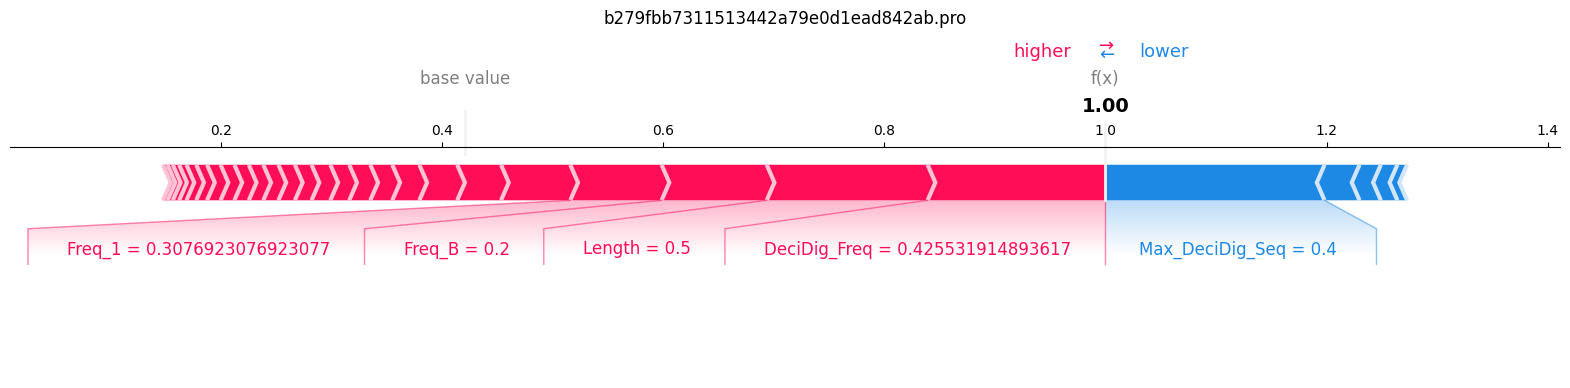 b279fbb7311513442a79e0d1ead842ab.pro
higher ⇄ lower
base value f(x)
1.00
0.2 0.4 0.6 0.8 1.0 1.2 1.4
Freq_1 = 0.3076923076923077 Freq_B = 0.2 Length = 0.5 DeciDig_Freq = 0.425531914893617 Max_DeciDig_Seq = 0.4